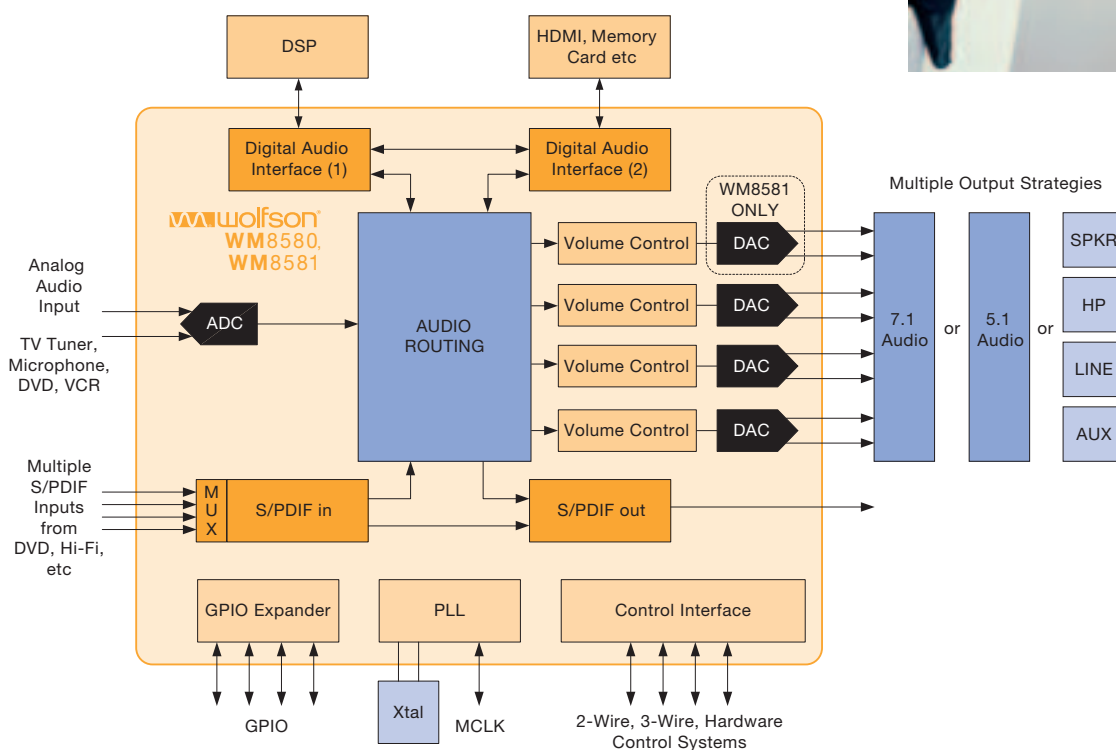 DSP
HDMI, Memory
Card etc
Digital Audio
Interface (1)
Digital Audio
Interface (2)
WM8581
ONLY
Multiple Output Strategies
wolfson
WM8580,
WM8581
Analog
Audio
Input
TV Tuner,
Microphone,
DVD, VCR
ADC
AUDIO
ROUTING
Volume Control
DAC
Volume Control
DAC
Volume Control
DAC
Volume Control
DAC
7.1
Audio
or
5.1
Audio
or
SPKR
HP
LINE
AUX
Multiple
S/PDIF
Inputs
from
DVD, Hi-Fi,
etc
M
U
X
S/PDIF in
S/PDIF out
GPIO Expander
PLL
Control Interface
GPIO
Xtal
MCLK
2-Wire, 3-Wire, Hardware
Control Systems